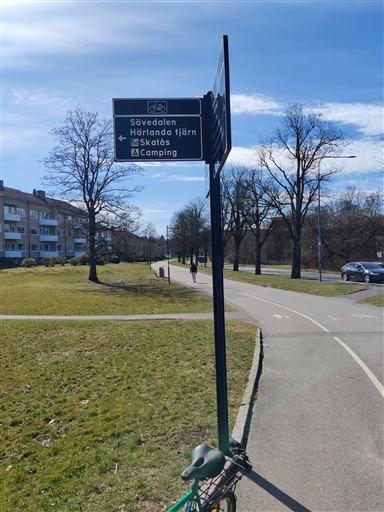 Sävedalen
Härlanda tjärn
Skatås
Camping